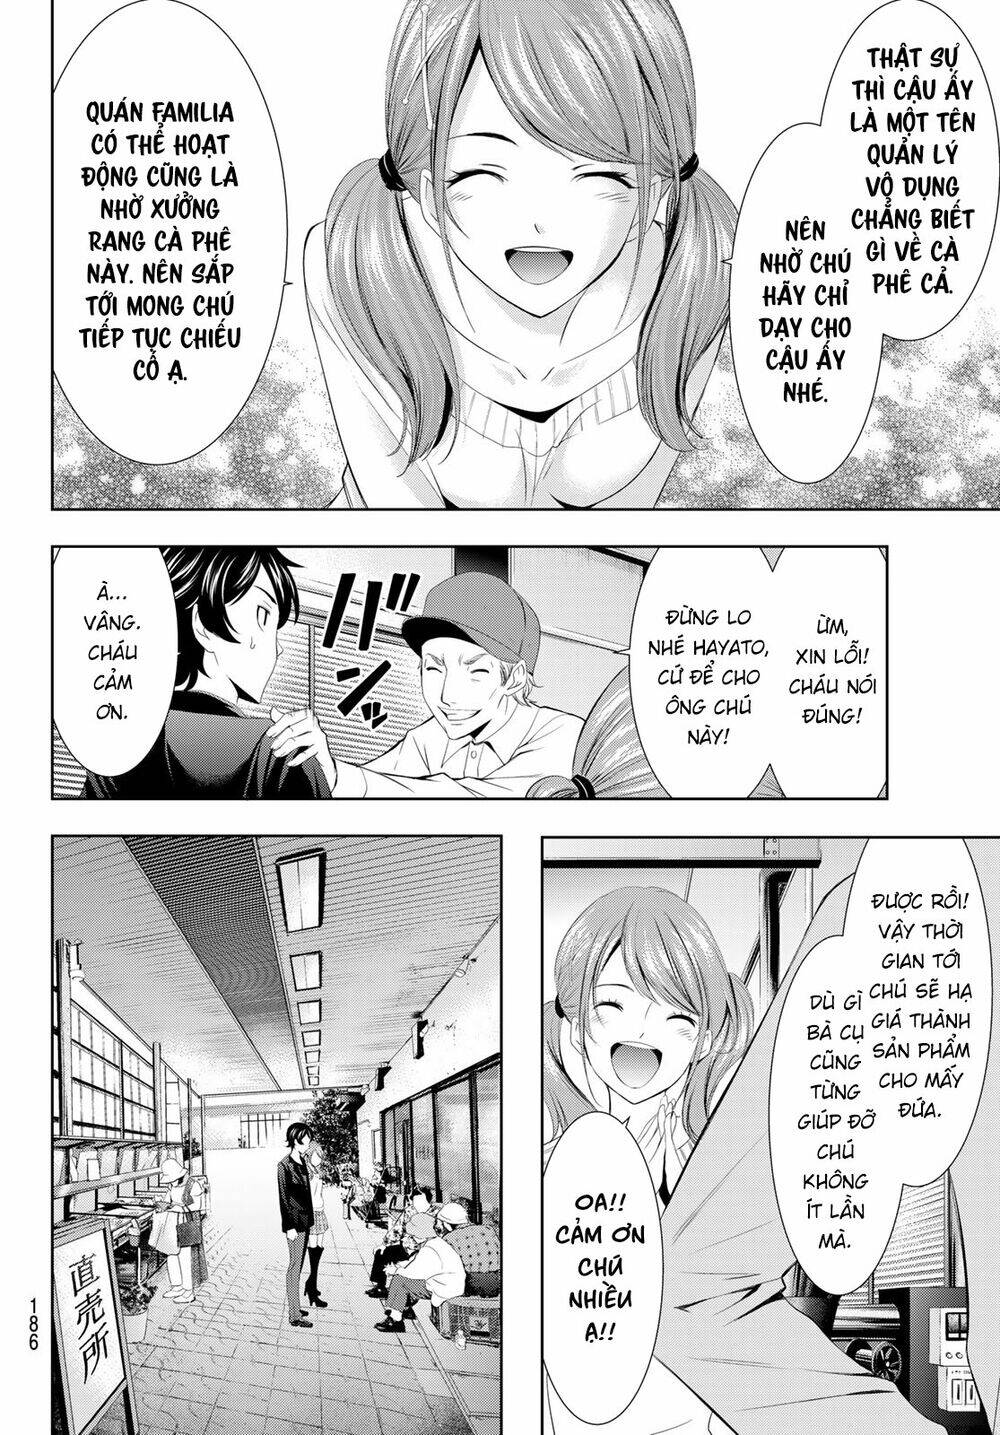 THẬT SỰ
THÌ CẬU ẤY
LÀ MỘT TÊN
QUẢN LÝ
VÔ DỤNG
CHẲNG BIẾT
GÌ VỀ CÀ
PHÊ CẢ.
NÊN
NHỜ CHÚ
HÃY CHỈ
DẠY CHO
CẬU ẤY
NHÉ.
QUÁN FAMILIA
CÓ THỂ HOẠT
ĐỘNG CŨNG LÀ
NHỜ XƯỞNG
RANG CÀ PHÊ
NÀY. NÊN SẮP
TỚI MONG CHÚ
TIẾP TỤC CHIẾU
CỐ Ạ.
ỪM,
XIN LỖI!
CHÁU NÓI
ĐÚNG!
ĐỪNG LO
NHÉ HAYATO,
CỨ ĐỂ CHO
ÔNG CHÚ
NÀY!
À...
VÂNG.
CHÁU
CẢM
ƠN.
ĐƯỢC RỒI!
VẬY THỜI
GIAN TỚI
CHÚ SẼ HẠ
GIÁ THÀNH
SẢN PHẨM
CHO MẤY
ĐỨA.
DÙ GÌ
BÀ CỤ
CŨNG
TỪNG
GIÚP ĐỠ
CHÚ
KHÔNG
ÍT LẦN
MÀ.
OA!!
CẢM ƠN
CHÚ
NHIỀU
Ạ!!
直売所
186